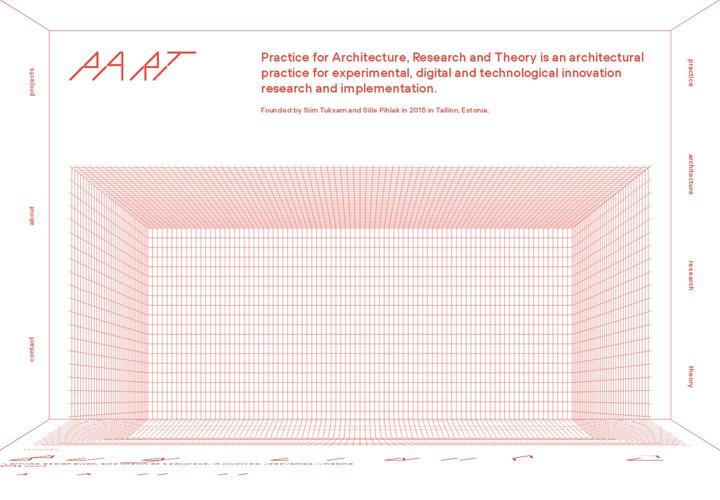 PART
Practice for Architecture, Research and Theory is an architectural
practice for experimental, digital and technological innovation
research and implementation.
Founded by Siim Tuksam and Sille Pihlak in 2015 in Tallinn, Estonia.
projects
about
contact
practice
architecture
research
theory